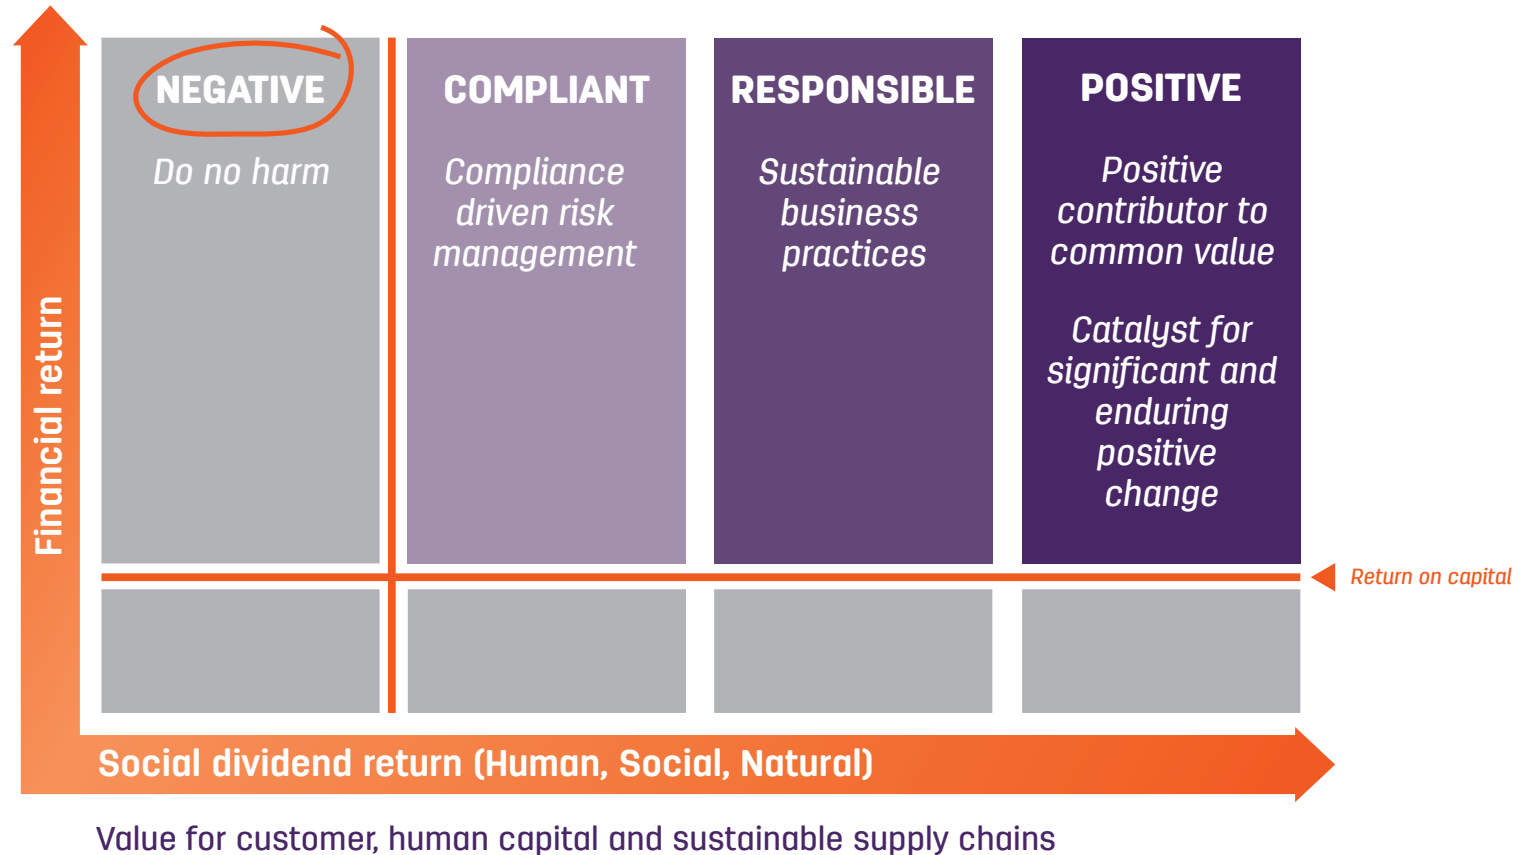 Financial return
NEGATIVE
Do no harm
COMPLIANT
Compliance
driven risk
management
RESPONSIBLE
Sustainable
business
practices
POSITIVE
Positive
contributor to
common value
Catalyst for
significant and
enduring
positive
change
Return on capital
Social dividend return (Human, Social, Natural)
Value for customer, human capital and sustainable supply chains